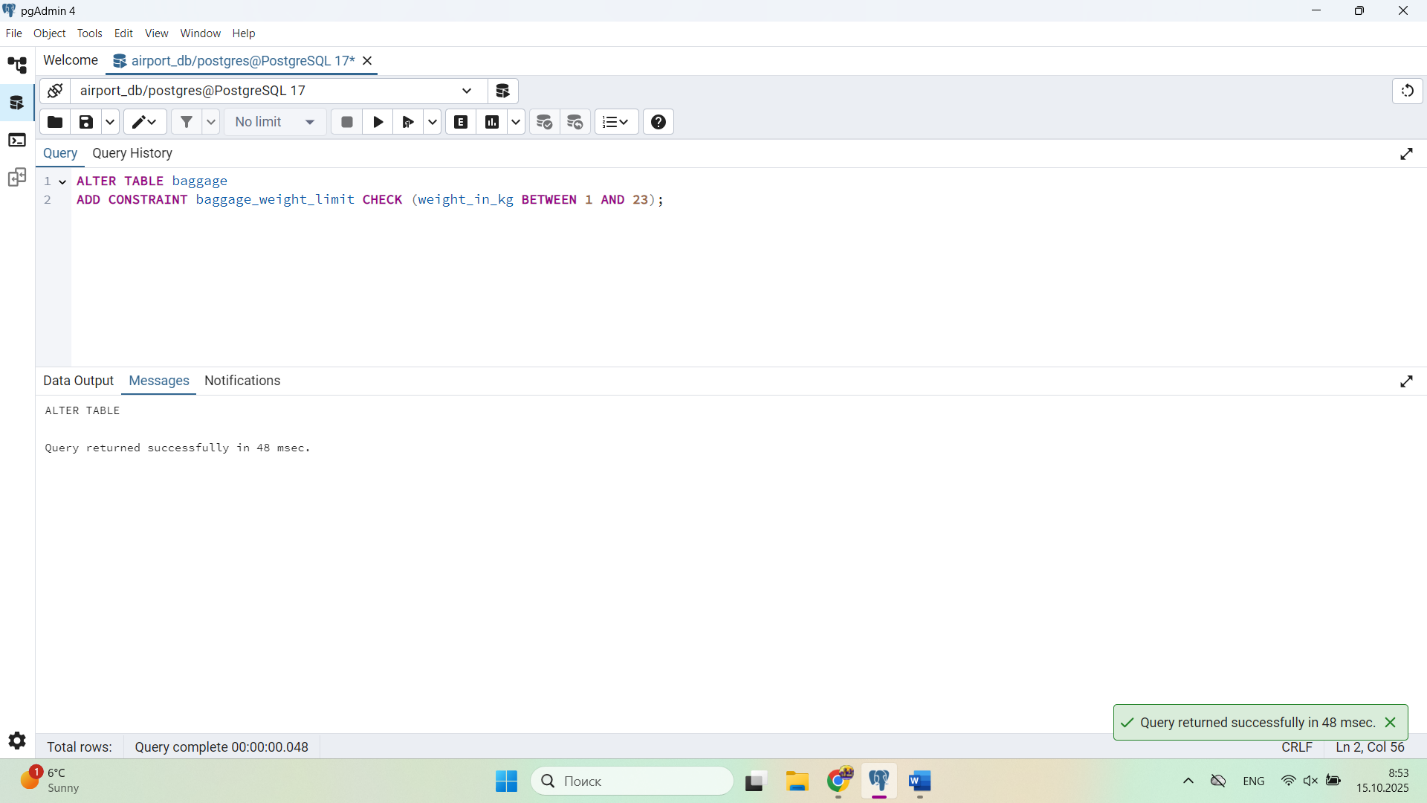 pgAdmin 4
File Object Tools Edit View Window Help
Welcome airport_db/postgres@PostgreSQL 17*
airport_db/postgres@PostgreSQL 17
No limit
E
Query Query History
1 ALTER TABLE baggage
2 ADD CONSTRAINT baggage_weight_limit CHECK (weight_in_kg BETWEEN 1 AND 23);
Data Output Messages Notifications
ALTER TABLE
Query returned successfully in 48 msec.
Query returned successfully in 48 msec.
Total rows: Query complete 00:00:00.048 CRLF Ln 2, Col 56
1 6°C
Sunny
Поиск
ENG
8:53
15.10.2025